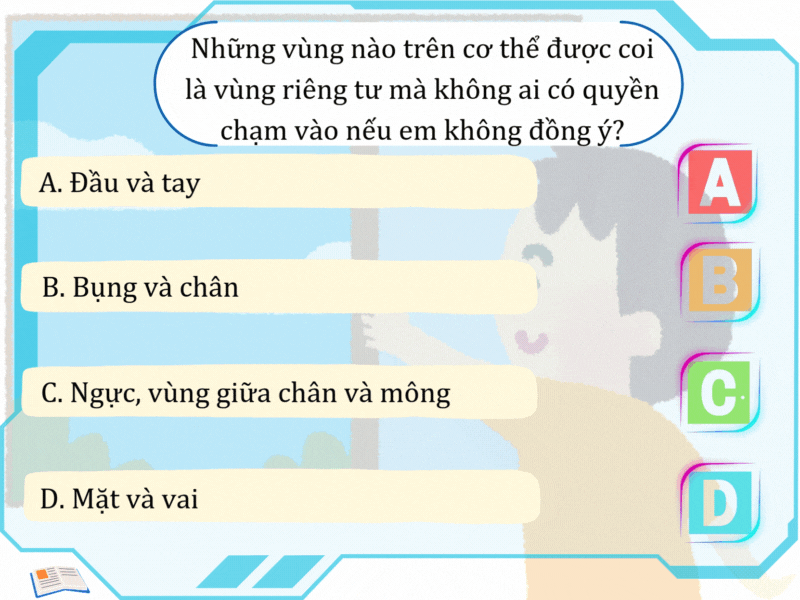 Những vùng nào trên cơ thể được coi
là vùng riêng tư mà không ai có quyền
chạm vào nếu em không đồng ý?
A. Đầu và tay
A
B. Bụng và chân
B
C. Ngực, vùng giữa chân và mông
C
D. Mặt và vai
D